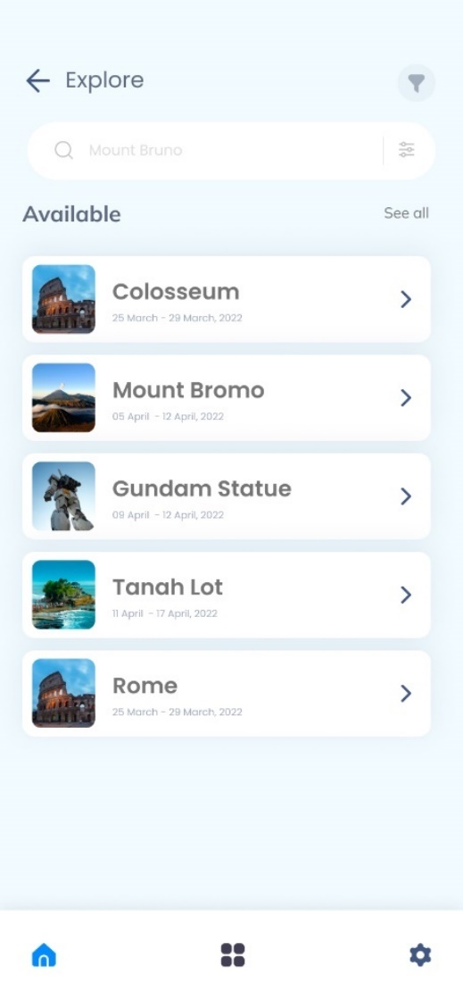 Explore
Mount Bruno
Available
See all
Colosseum
25 March - 29 March, 2022
Mount Bromo
05 April - 12 April, 2022
Gundam Statue
09 April - 12 April, 2022
Tanah Lot
11 April - 17 April, 2022
Rome
25 March - 29 March, 2022